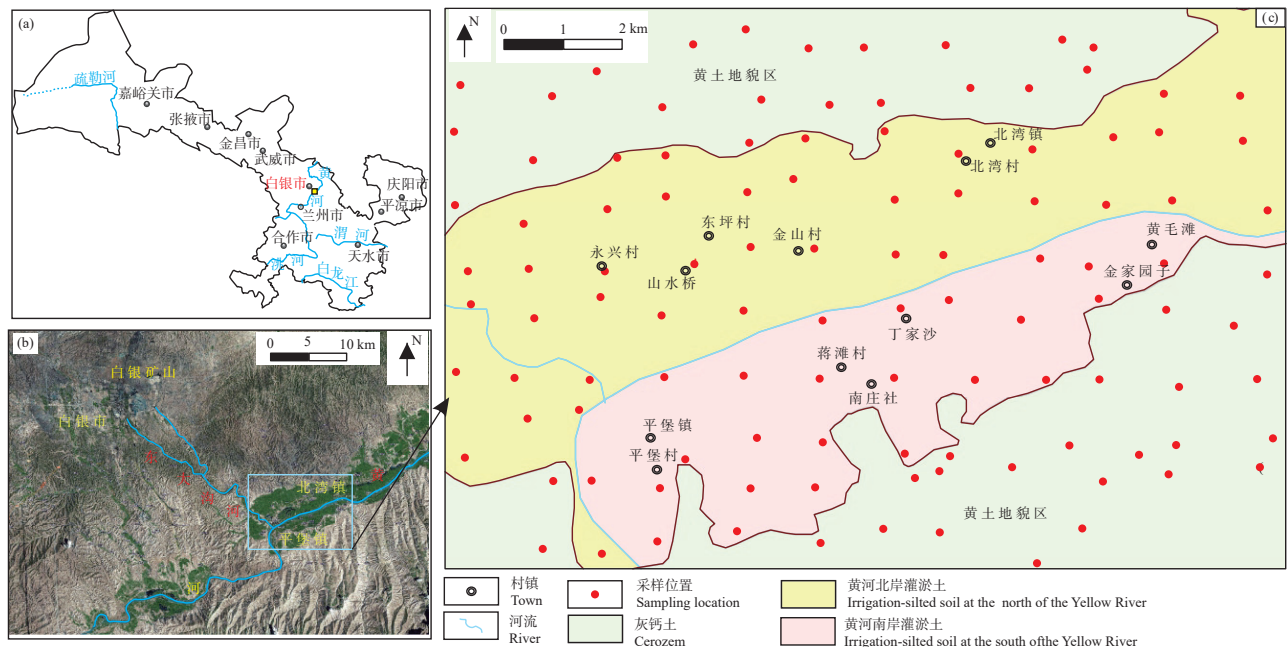 (a)
N
疏勒河
嘉峪关市
张掖市
金昌市
武威市
黄
白银市
庆阳市
河
平凉市
兰州市
合作市
渭 河
天水市
洮 河
白龙江
(b)
0 5 10 km
N
白银矿山
白银市
北湾镇
黄
平堡镇
河
(c)
N
0 1 2 km
黄土地貌区
北湾镇
北湾村
东坪村
金山村
黄毛滩
永兴村
山水桥
金家园子
丁家沙
蒋滩村
南庄社
平堡镇
平堡村
黄土地貌区
村镇
Town
采样位置
Sampling location
黄河北岸灌淤土
Irrigation-silted soil at the north of the Yellow River
河流
River
灰钙土
Cerozem
黄河南岸灌淤土
Irrigation-silted soil at the south ofthe Yellow River